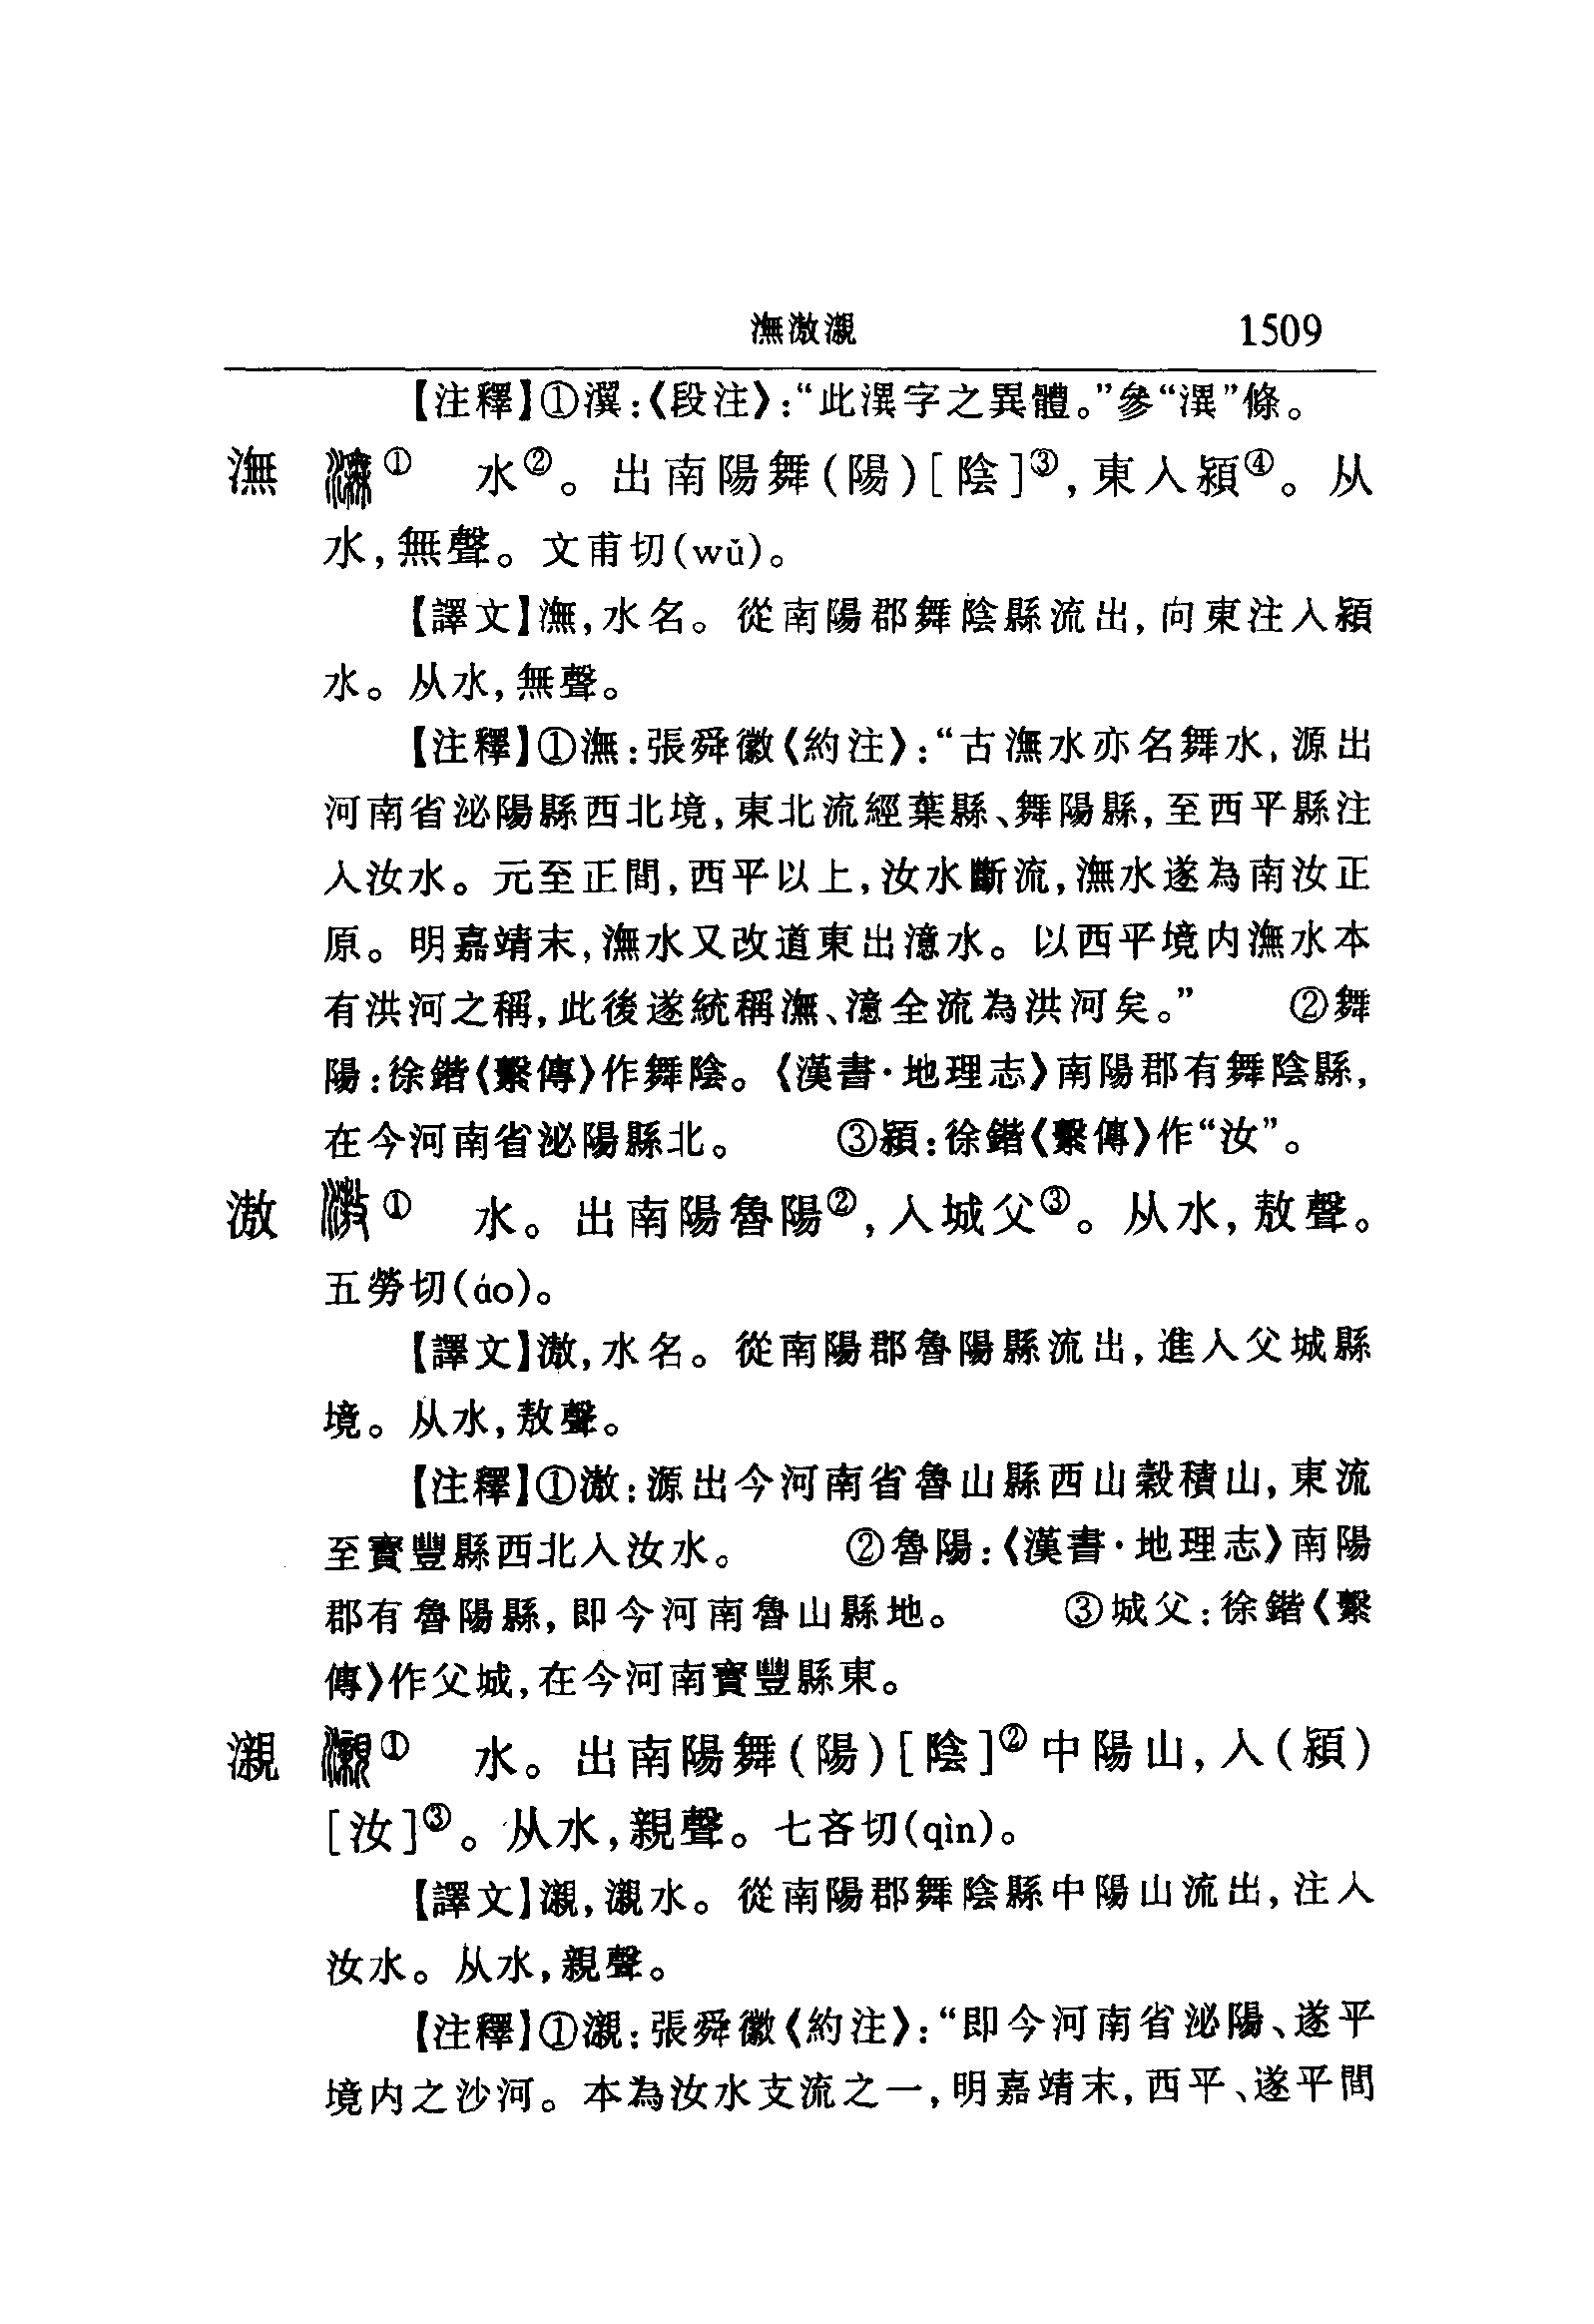 潕滶瀙 1509
【注釋】①潩:《段注》:“此潩字之異體。”參“潩”條。
潕 ① 水②。出南陽舞(陽)[陰]③,東入潁④。从
水,無聲。文甫切(wǔ)。
【譯文】潕,水名。從南陽郡舞陰縣流出,向東注入潁
水。从水,無聲。
【注釋】①潕:張舜徽《約注》:“古潕水亦名舞水,源出
河南省泌陽縣西北境,東北流經葉縣、舞陽縣,至西平縣注
入汝水。元至正間,西平以上,汝水斷流,潕水遂為南汝正
原。明嘉靖末,潕水又改道東出澺水。以西平境内潕水本
有洪河之稱,此後遂統稱潕、澺全流為洪河矣。” ②舞
陽:徐鍇《繫傳》作舞陰。《漢書·地理志》南陽郡有舞陰縣,
在今河南省泌陽縣北。 ③潁:徐鍇《繫傳》作“汝”。
滶 ① 水。出南陽魯陽②,入城父③。从水,敖聲。
五勞切(áo)。
【譯文】滶,水名。從南陽郡魯陽縣流出,進入父城縣
境。从水,敖聲。
【注釋】①滶:源出今河南省魯山縣西山穀積山,東流
至寶豐縣西北入汝水。 ②魯陽:《漢書·地理志》南陽
郡有魯陽縣,即今河南魯山縣地。 ③城父:徐鍇《繫
傳》作父城,在今河南寶豐縣東。
瀙 ① 水。出南陽舞(陽)[陰]②中陽山,入(潁)
[汝]③。从水,親聲。七吝切(qìn)。
【譯文】瀙,瀙水。從南陽郡舞陰縣中陽山流出,注入
汝水。从水,親聲。
【注釋】①瀙:張舜徽《約注》:“即今河南省泌陽、遂平
境内之沙河。本為汝水支流之一,明嘉靖末,西平、遂平間